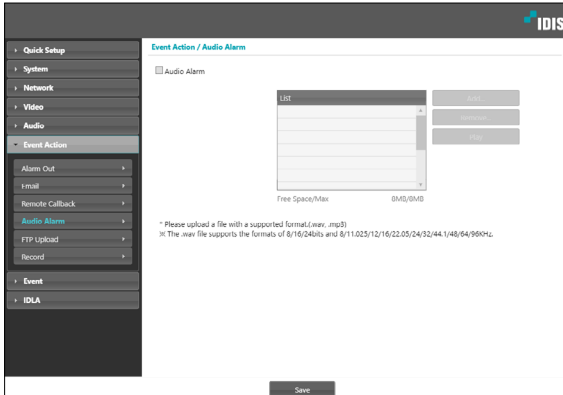 IDIS
Quick Setup
System
Network
Video
Audio
Event Action
Alarm Out
Email
Remote Callback
Audio Alarm
FTP Upload
Record
Event
IDLA
Event Action / Audio Alarm
Audio Alarm
List
Add...
Remove
Play
Free Space/Max 0MB/0MB
* Please upload a file with a supported format.(.wav, .mp3)
※ The .wav file supports the formats of 8/16/24bits and 8/11.025/12/16/22.05/24/32/44.1/48/64/96KHz.
Save